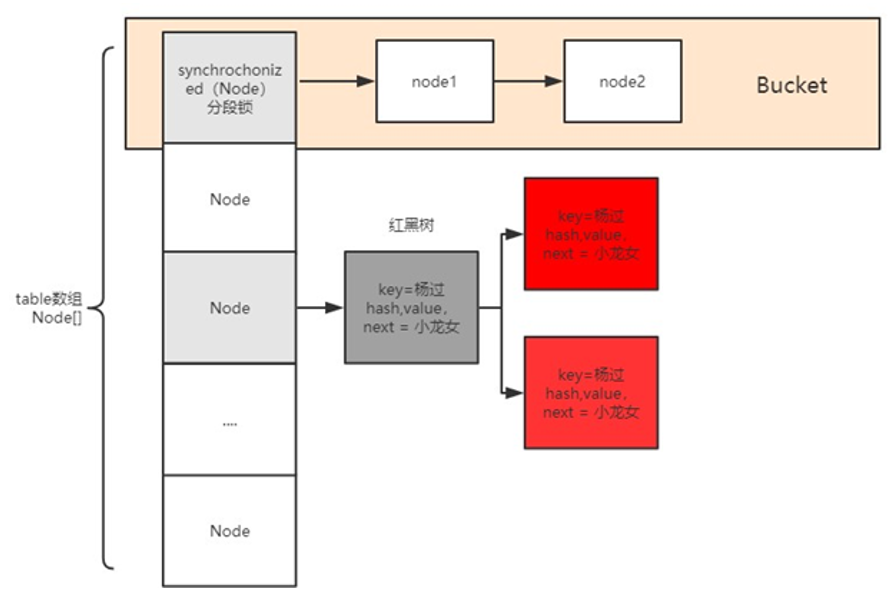 synchrochoniz
ed（Node）
分段锁
node1
node2
Bucket
Node
红黑树
key=杨过
hash,value，
next = 小龙女
table数组
Node[]
Node
key=杨过
hash,value，
next = 小龙女
key=杨过
hash,value，
next = 小龙女
....
Node